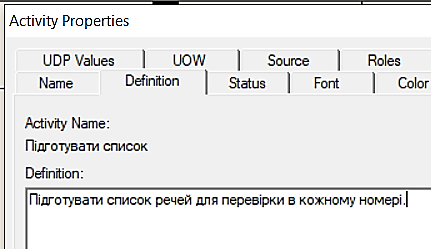 Activity Properties
UDP Values UOW Source Roles
Name Definition Status Font Color
Activity Name:
Підготувати список
Definition:
Підготувати список речей для перевірки в кожному номері.